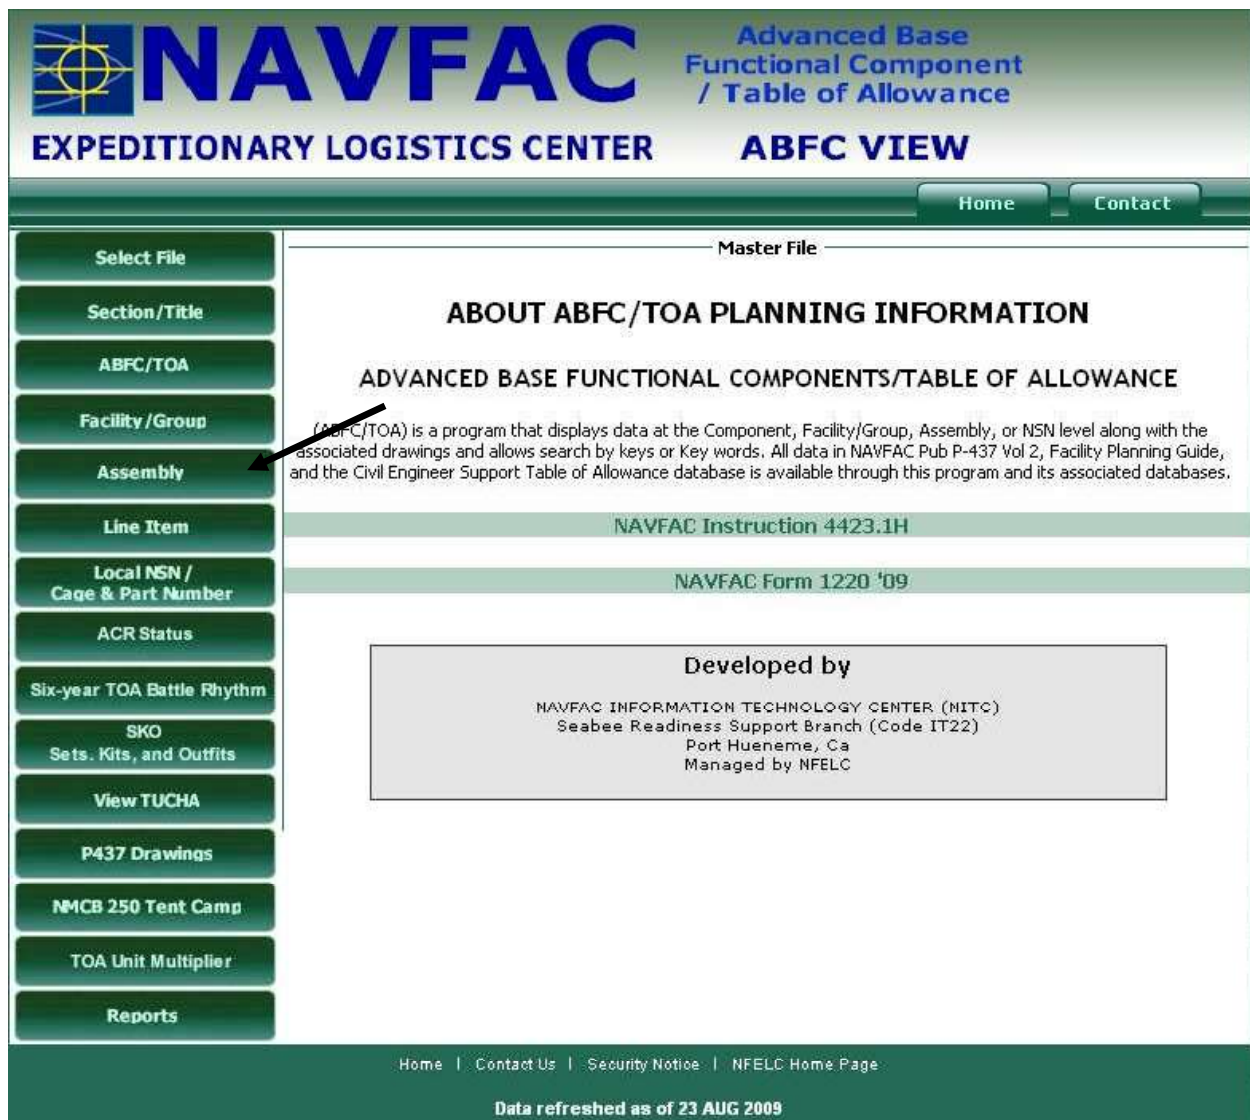 NAVFAC
Advanced Base
Functional Component
/ Table of Allowance
EXPEDITIONARY LOGISTICS CENTER
ABFC VIEW
Home
Contact
Select File
Section/Title
ABFC/TOA
Facility/Group
Assembly
Line Item
Local NSN /
Cage & Part Number
ACR Status
Six-year TOA Battle Rhythm
SKO
Sets. Kits, and Outfits
View TUCHA
P437 Drawings
NMCB 250 Tent Camp
TOA Unit Multiplier
Reports
Master File
ABOUT ABFC/TOA PLANNING INFORMATION
ADVANCED BASE FUNCTIONAL COMPONENTS/TABLE OF ALLOWANCE
(ABFC/TOA) is a program that displays data at the Component, Facility/Group, Assembly, or NSN level along with the
associated drawings and allows search by keys or Key words. All data in NAVFAC Pub P-437 Vol 2, Facility Planning Guide,
and the Civil Engineer Support Table of Allowance database is available through this program and its associated databases.
NAVFAC Instruction 4423.1H
NAVFAC Form 1220 '09
Developed by
NAVFAC INFORMATION TECHNOLOGY CENTER (NITC)
Seabee Readiness Support Branch (Code IT22)
Port Hueneme, Ca
Managed by NFELC
Home | Contact Us | Security Notice | NFELC Home Page
Data refreshed as of 23 AUG 2009